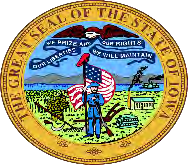 THE GREAT SEAL OF THE STATE OF IOWA
WE PRIZE AND OUR RIGHTS
OUR LIBERTIES WE WILL MAINTAIN